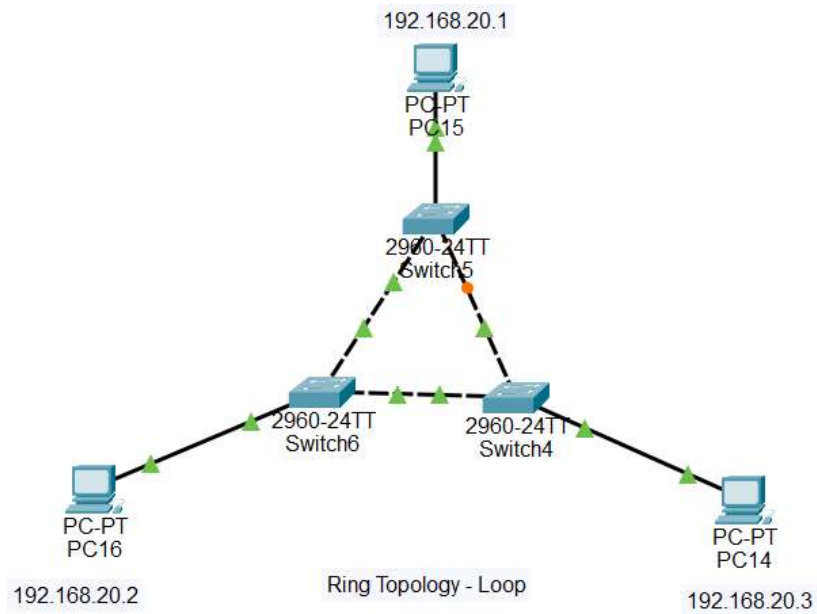 192.168.20.1
PC-PT
PC15
2960-24TT
Switch5
2960-24TT
Switch6
2960-24TT
Switch4
PC-PT
PC16
PC-PT
PC14
192.168.20.2
Ring Topology - Loop
192.168.20.3